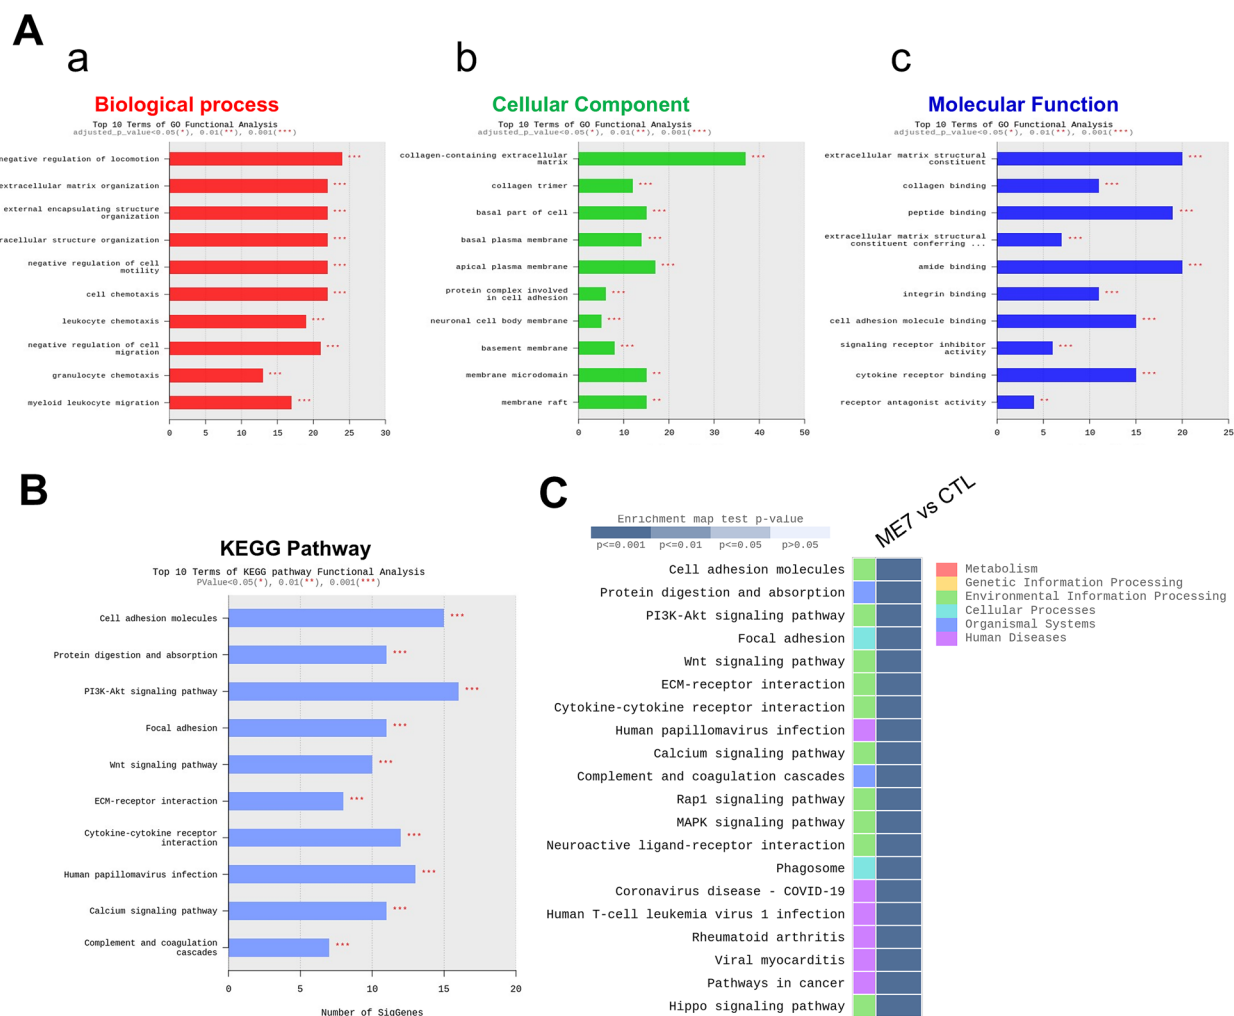 A
a
b
c
Biological process
Top 10 Terms of GO Functional Analysis
adjusted_p_value<0.05(*), 0.01(**), 0.001(***)
negative regulation of locomotion
***
extracellular matrix organization
***
external encapsulating structure
organization
***
racellular structure organization
***
negative regulation of cell
motility
***
cell chemotaxis
***
leukocyte chemotaxis
***
negative regulation of cell
migration
***
granulocyte chemotaxis
***
myeloid leukocyte migration
***
0 5 10 15 20 25 30
Cellular Component
Top 10 Terms of GO Functional Analysis
adjusted_p_value<0.05(*), 0.01(**), 0.001(***)
collagen-containing extracellular
matrix
***
collagen trimer
***
basal part of cell
***
basal plasma membrane
***
apical plasma membrane
***
protein complex involved
in cell adhesion
***
neuronal cell body membrane
***
basement membrane
***
membrane microdomain
**
membrane raft
**
0 10 20 30 40 50
Molecular Function
Top 10 Terms of GO Functional Analysis
adjusted_p_value<0.05(*), 0.01(**), 0.001(***)
extracellular matrix structural
constituent
***
collagen binding
***
peptide binding
***
extracellular matrix structural
constituent conferring ...
***
amide binding
***
integrin binding
***
cell adhesion molecule binding
***
signaling receptor inhibitor
activity
***
cytokine receptor binding
***
receptor antagonist activity
**
0 5 10 15 20 25
B
KEGG Pathway
Top 10 Terms of KEGG pathway Functional Analysis
PValue<0.05(*), 0.01(**), 0.001(***)
Cell adhesion molecules
***
Protein digestion and absorption
***
PI3K-Akt signaling pathway
***
Focal adhesion
***
Wnt signaling pathway
***
ECM-receptor interaction
***
Cytokine-cytokine receptor
interaction
***
Human papillomavirus infection
***
Calcium signaling pathway
***
Complement and coagulation
cascades
***
0 5 10 15 20
Number of SigGenes
C
Enrichment map test p-value
p<=0.001 p<=0.01 p<=0.05 p>0.05
ME7 vs CTL
Cell adhesion molecules
Protein digestion and absorption
PI3K-Akt signaling pathway
Focal adhesion
Wnt signaling pathway
ECM-receptor interaction
Cytokine-cytokine receptor interaction
Human papillomavirus infection
Calcium signaling pathway
Complement and coagulation cascades
Rap1 signaling pathway
MAPK signaling pathway
Neuroactive ligand-receptor interaction
Phagosome
Coronavirus disease - COVID-19
Human T-cell leukemia virus 1 infection
Rheumatoid arthritis
Viral myocarditis
Pathways in cancer
Hippo signaling pathway
Metabolism
Genetic Information Processing
Environmental Information Processing
Cellular Processes
Organismal Systems
Human Diseases